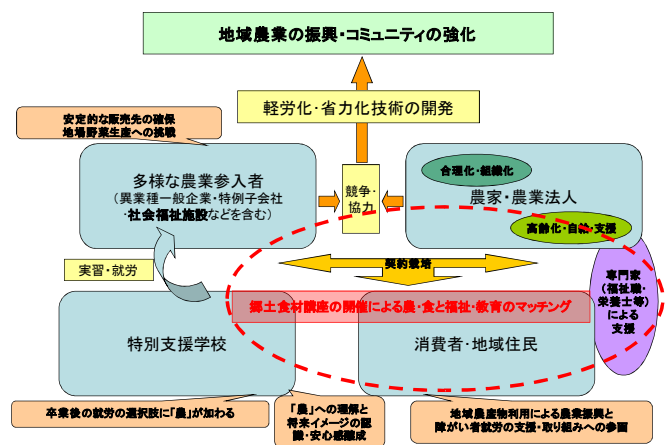 地域農業の振興・コミュニティの強化
軽労化・省力化技術の開発
安定的な販売先の確保
地場野菜生産への挑戦
多様な農業参入者
(異業種一般企業・特例子会社
・社会福祉施設などを含む)
競争・
協力
合理化・組織化
農家・農業法人
高齢化・自給・支援
実習・就労
契約栽培
専門家
(福祉職・
栄養士等)
による
支援
郷土食材講座の開催による農・食と福祉・教育のマッチング
特別支援学校
消費者・地域住民
卒業後の就労の選択肢に「農」が加わる
「農」への理解と
将来イメージの認
識・安心感醸成
地域農産物利用による農業振興と
障がい者就労の支援・取り組みへの参画